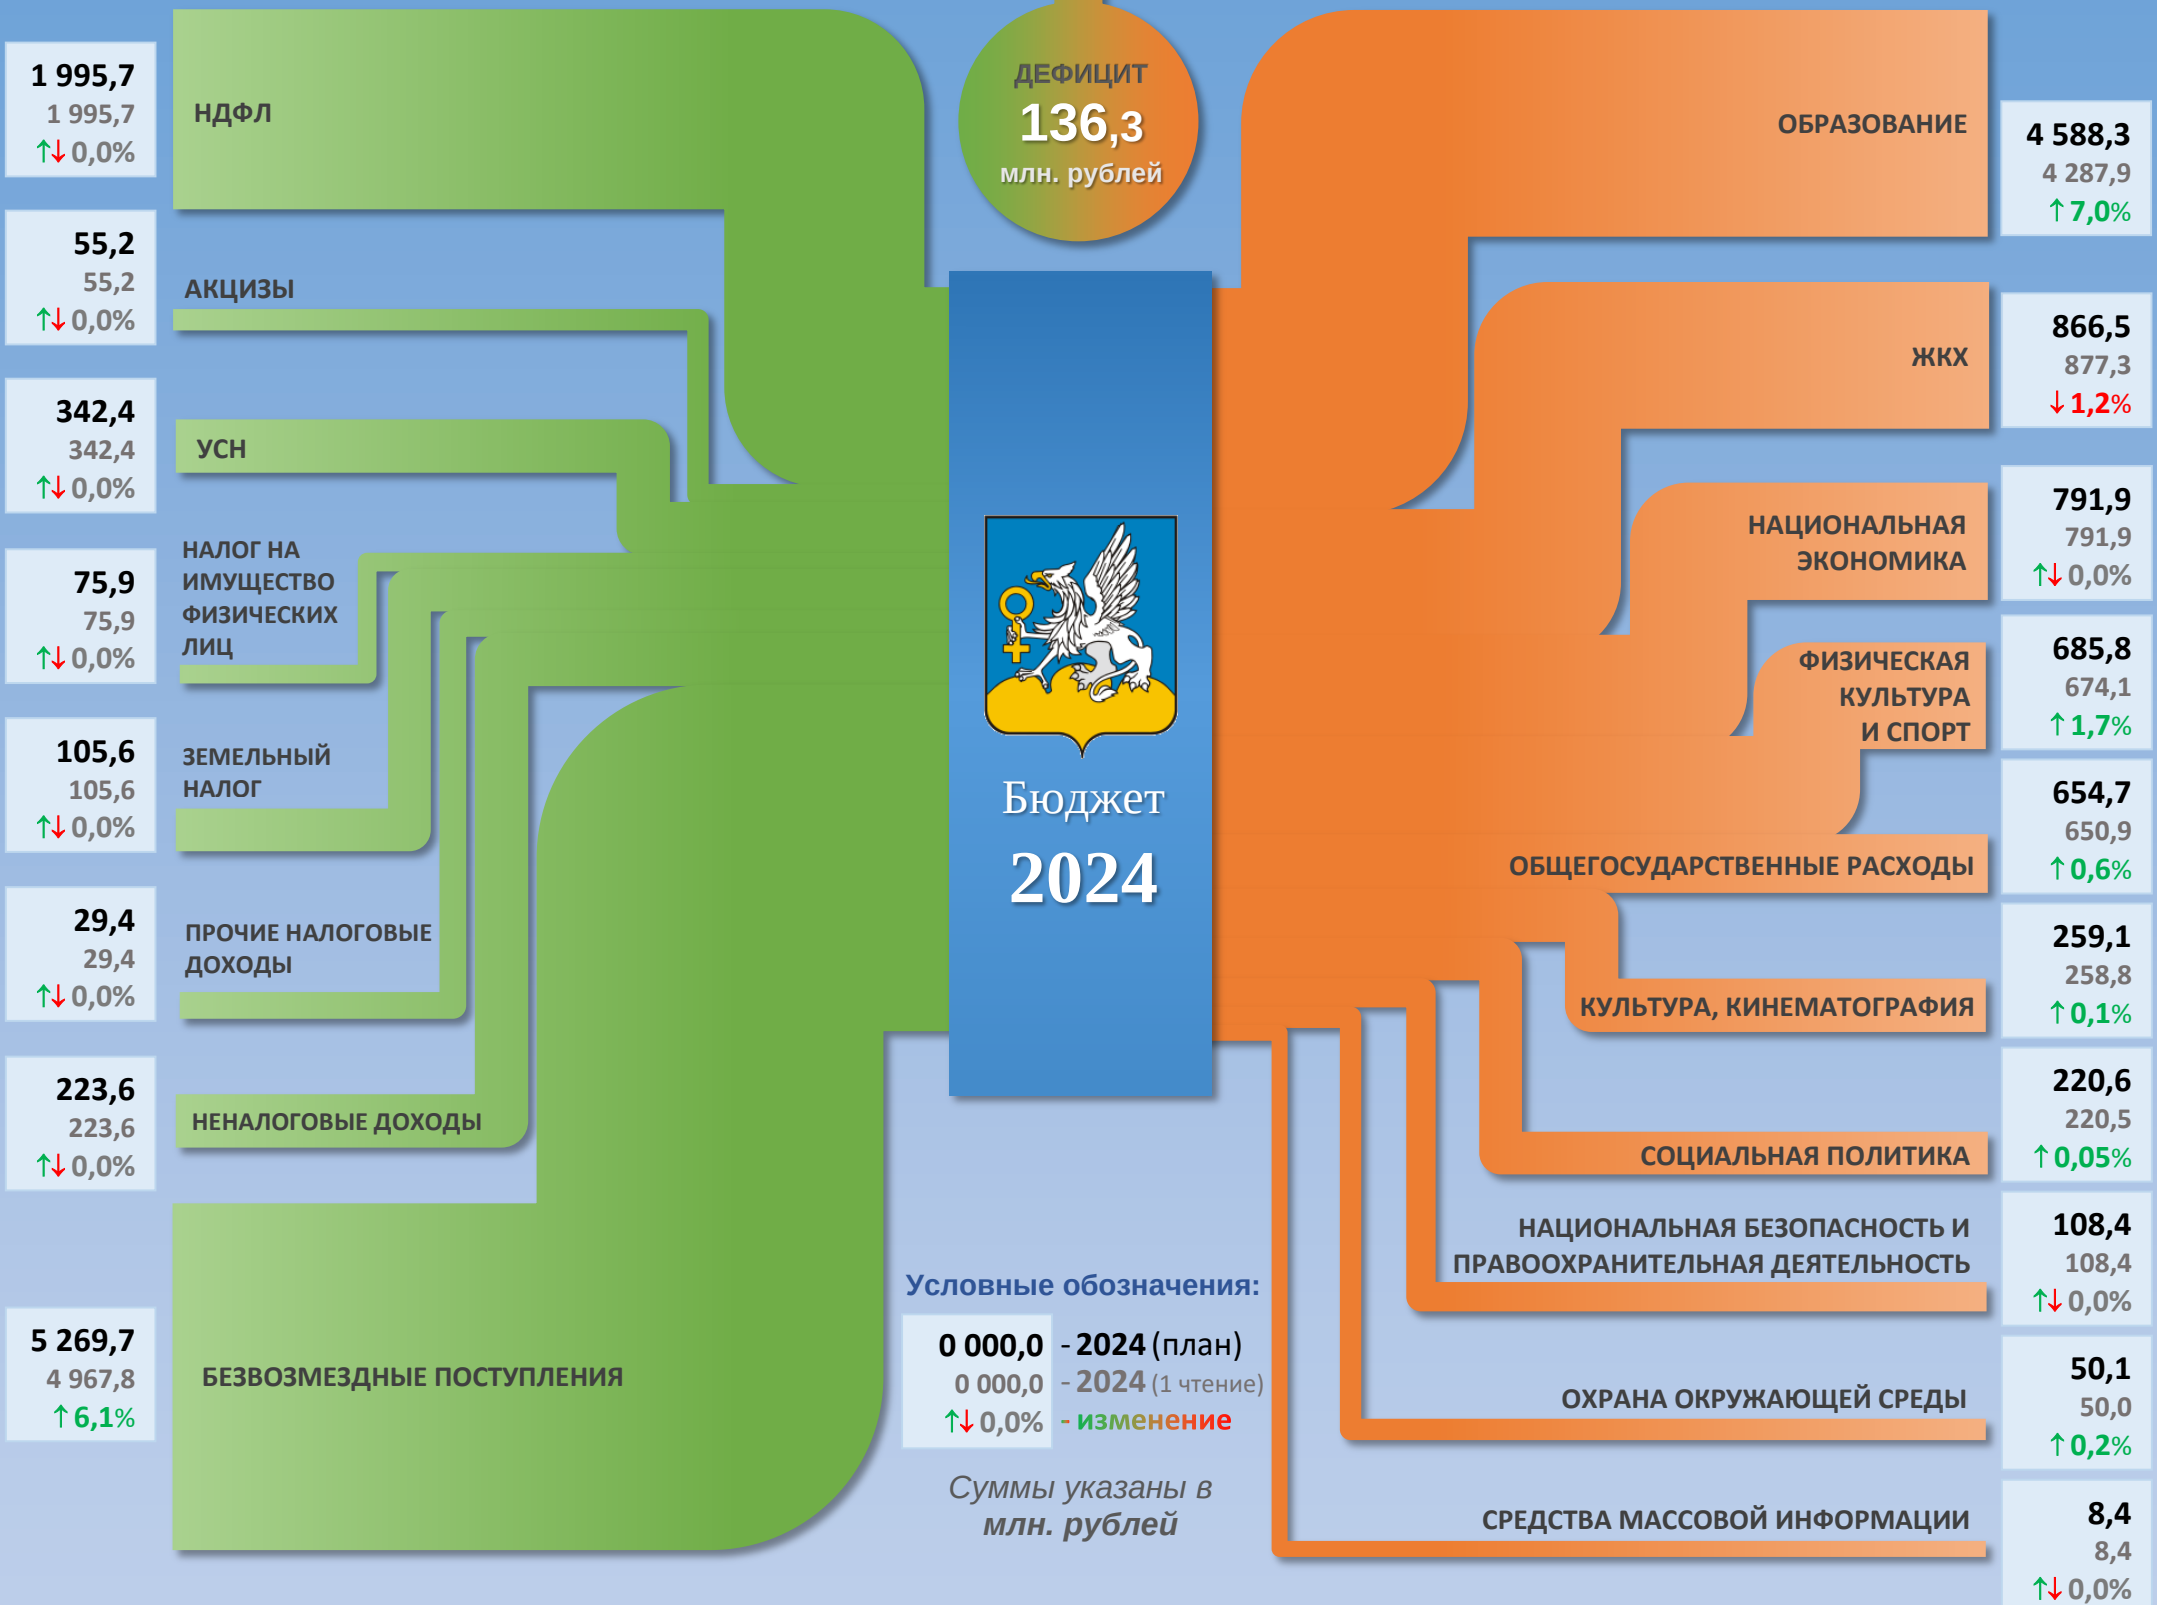 1 995,7
1 995,7
↑↓ 0,0%
НДФЛ
55,2
55,2
↑↓ 0,0%
АКЦИЗЫ
342,4
342,4
↑↓ 0,0%
УСН
75,9
75,9
↑↓ 0,0%
НАЛОГ НА
ИМУЩЕСТВО
ФИЗИЧЕСКИХ
ЛИЦ
105,6
105,6
↑↓ 0,0%
ЗЕМЕЛЬНЫЙ
НАЛОГ
29,4
29,4
↑↓ 0,0%
ПРОЧИЕ НАЛОГОВЫЕ
ДОХОДЫ
223,6
223,6
↑↓ 0,0%
НЕНАЛОГОВЫЕ ДОХОДЫ
5 269,7
4 967,8
↑ 6,1%
БЕЗВОЗМЕЗДНЫЕ ПОСТУПЛЕНИЯ
ДЕФИЦИТ
136,3
млн. рублей
Бюджет
2024
Условные обозначения:
0 000,0 - 2024 (план)
0 000,0 - 2024 (1 чтение)
↑↓ 0,0% - изменение
Суммы указаны в
млн. рублей
ОБРАЗОВАНИЕ
4 588,3
4 287,9
↑ 7,0%
ЖКХ
866,5
877,3
↓ 1,2%
НАЦИОНАЛЬНАЯ
ЭКОНОМИКА
791,9
791,9
↑↓ 0,0%
ФИЗИЧЕСКАЯ
КУЛЬТУРА
И СПОРТ
685,8
674,1
↑ 1,7%
ОБЩЕГОСУДАРСТВЕННЫЕ РАСХОДЫ
654,7
650,9
↑ 0,6%
КУЛЬТУРА, КИНЕМАТОГРАФИЯ
259,1
258,8
↑ 0,1%
СОЦИАЛЬНАЯ ПОЛИТИКА
220,6
220,5
↑ 0,05%
НАЦИОНАЛЬНАЯ БЕЗОПАСНОСТЬ И
ПРАВООХРАНИТЕЛЬНАЯ ДЕЯТЕЛЬНОСТЬ
108,4
108,4
↑↓ 0,0%
ОХРАНА ОКРУЖАЮЩЕЙ СРЕДЫ
50,1
50,0
↑ 0,2%
СРЕДСТВА МАССОВОЙ ИНФОРМАЦИИ
8,4
8,4
↑↓ 0,0%